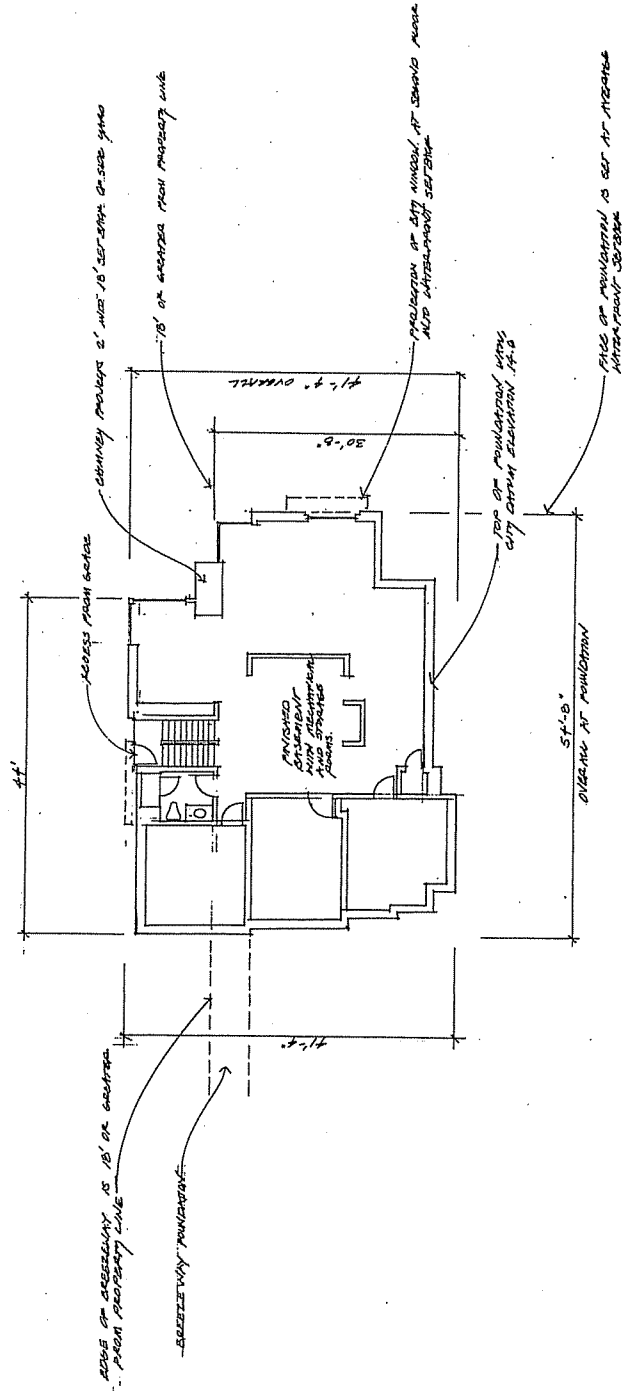 EDGE OF BREEZEWAY IS 18' OR GREATER
FROM PROPERTY LINE
BREEZEWAY FOUNDATION
44'
ACCESS FROM GRADE
CHIMNEY PROJECTS 2' INTO 18' SET BACK OF SIDE YARD
18' OR GREATER FROM PROPERTY LINE
41'-4"
FINISHED
BASEMENT
WITH MECHANICAL
AND STORAGE
ROOMS.
30'-8"
41'-4" OVERALL
PROJECTION OF BAY WINDOW AT SECOND FLOOR
INTO WATERFRONT SETBACK
TOP OF FOUNDATION WALL
CITY DATUM ELEVATION
54'-8"
OVERALL AT FOUNDATION
FACE OF FOUNDATION IS SET AT AVERAGE
WATERFRONT SETBACK